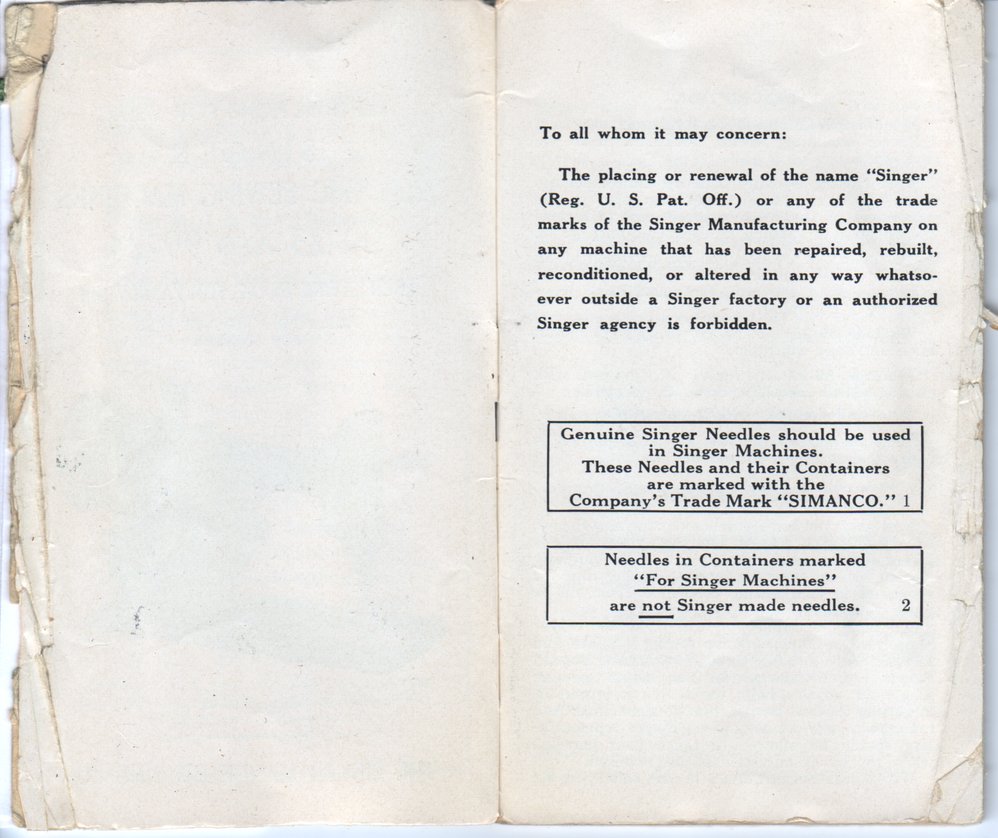 To all whom it may concern:
The placing or renewal of the name “Singer”
(Reg. U. S. Pat. Off.) or any of the trade
marks of the Singer Manufacturing Company on
any machine that has been repaired, rebuilt,
reconditioned, or altered in any way whatso-
ever outside a Singer factory or an authorized
Singer agency is forbidden.
Genuine Singer Needles should be used
in Singer Machines.
These Needles and their Containers
are marked with the
Company’s Trade Mark “SIMANCO.” 1
Needles in Containers marked
“For Singer Machines”
are not Singer made needles. 2